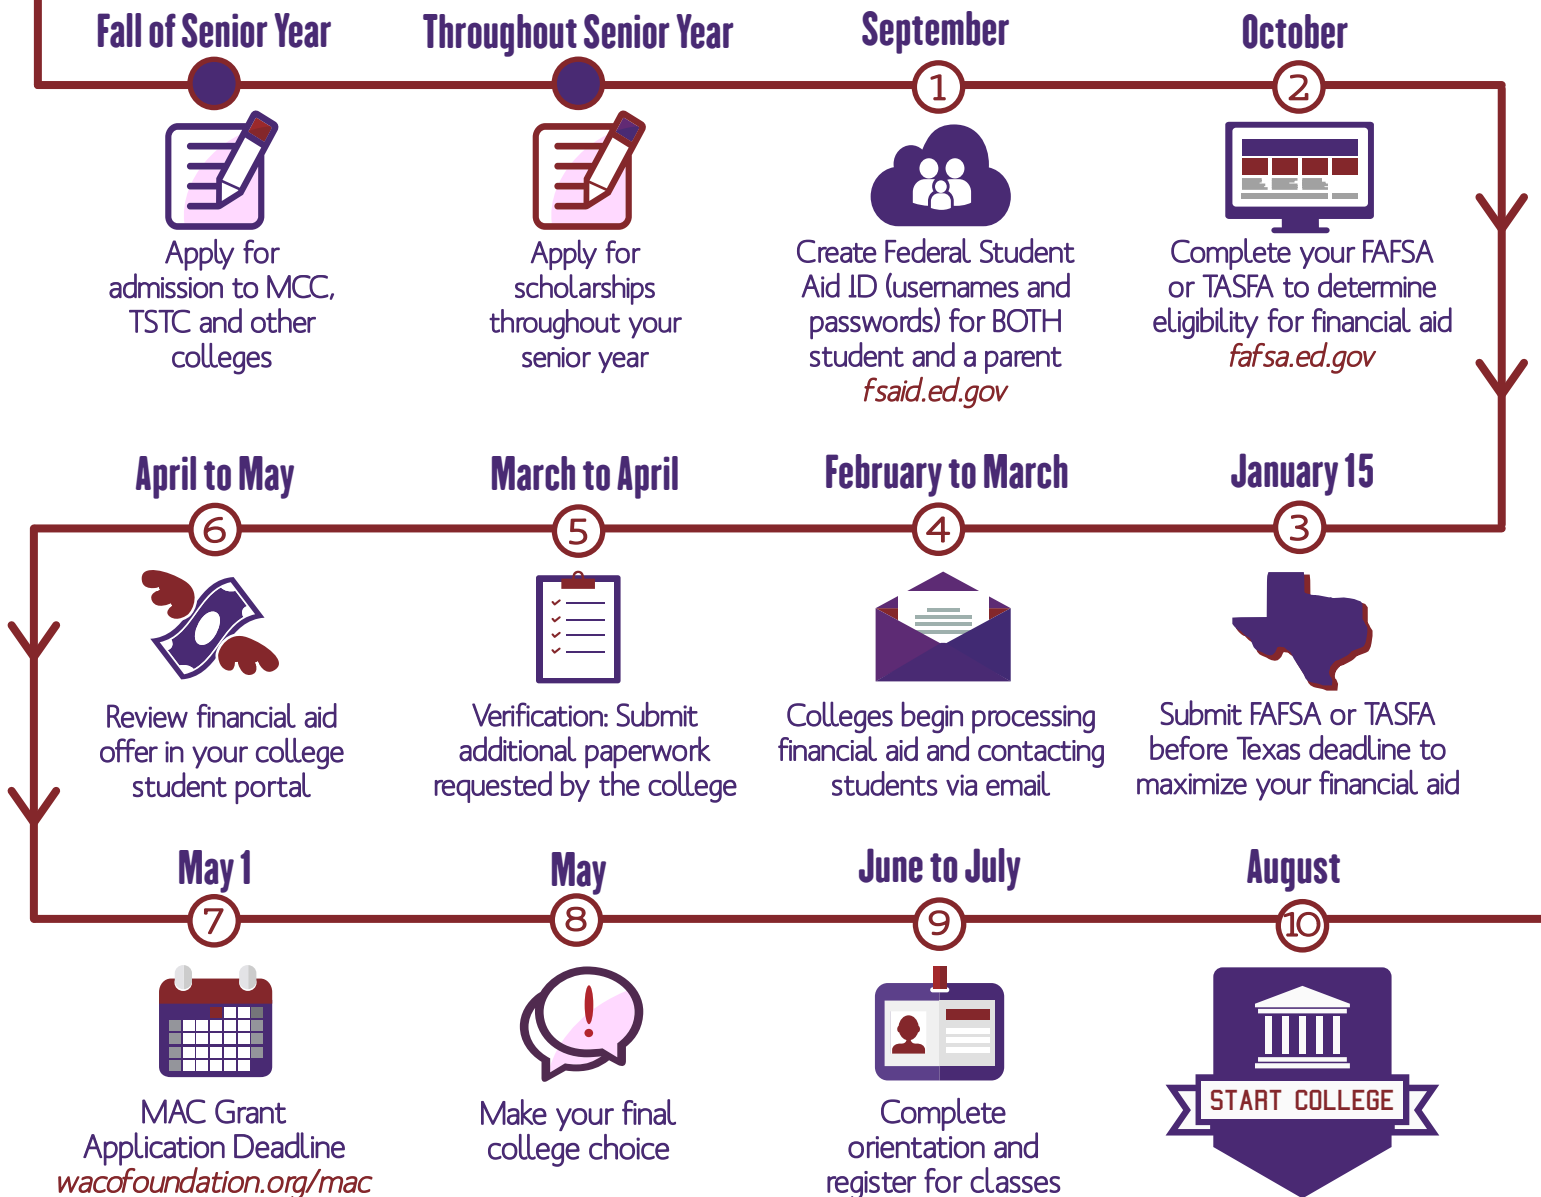 Fall of Senior Year
Apply for
admission to MCC,
TSTC and other
colleges
Throughout Senior Year
Apply for
scholarships
throughout your
senior year
September
1
Create Federal Student
Aid ID (usernames and
passwords) for BOTH
student and a parent
fsaid.ed.gov
October
2
Complete your FAFSA
or TASFA to determine
eligibility for financial aid
fafsa.ed.gov
January 15
3
Submit FAFSA or TASFA
before Texas deadline to
maximize your financial aid
February to March
4
Colleges begin processing
financial aid and contacting
students via email
March to April
5
Verification: Submit
additional paperwork
requested by the college
April to May
6
Review financial aid
offer in your college
student portal
May 1
7
MAC Grant
Application Deadline
wacofoundation.org/mac
May
8
!
Make your final
college choice
June to July
9
Complete
orientation and
register for classes
August
10
START COLLEGE